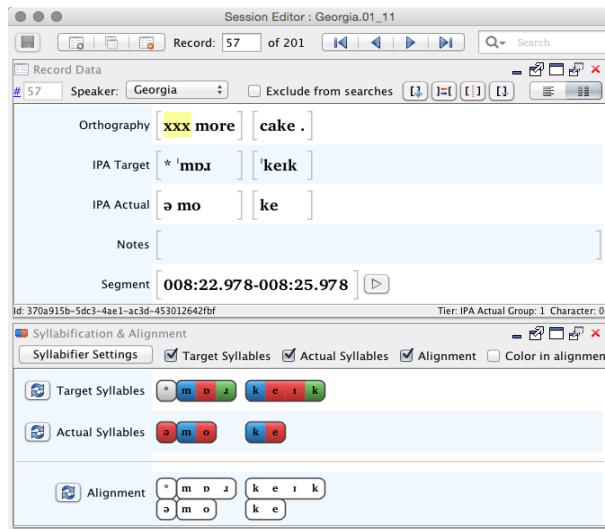 Session Editor : Georgia.01_11
Record: 57 of 201 Search
Record Data
# 57 Speaker: Georgia Exclude from searches
Orthography [xxx more] [cake .]
IPA Target [* ˈmɒɹ] [ˈkeɪk]
IPA Actual [ə mo] [ke]
Notes [ ]
Segment [008:22.978-008:25.978]
Id: 370a915b-5dc3-4ae1-ac3d-453012642fbf Tier: IPA Actual Group: 1 Character: 0
Syllabification & Alignment
Syllabifier Settings Target Syllables Actual Syllables Alignment Color in alignmen
Target Syllables * m ɒ ɹ k e ɪ k
Actual Syllables ə m o k e
Alignment * m ɒ ɹ k e ɪ k
ə m o k e